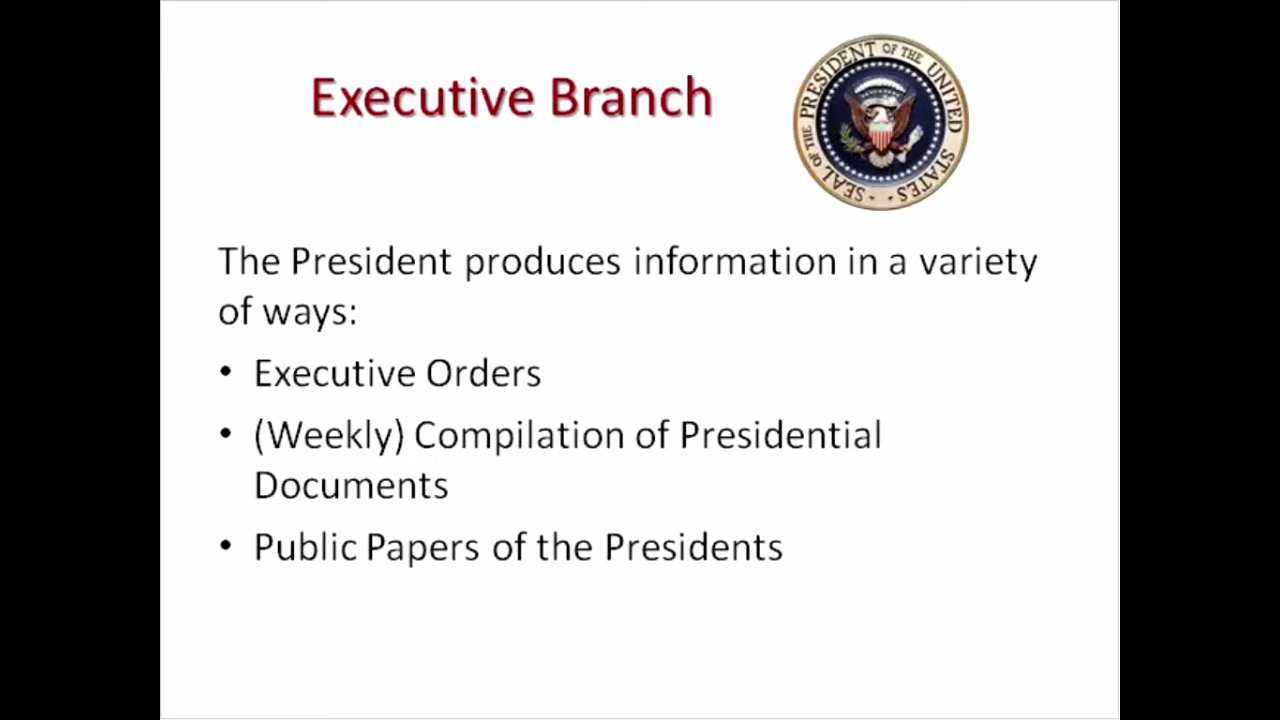 Executive Branch
SEAL OF THE PRESIDENT OF THE UNITED STATES
The President produces information in a variety
of ways:
• Executive Orders
• (Weekly) Compilation of Presidential
Documents
• Public Papers of the Presidents